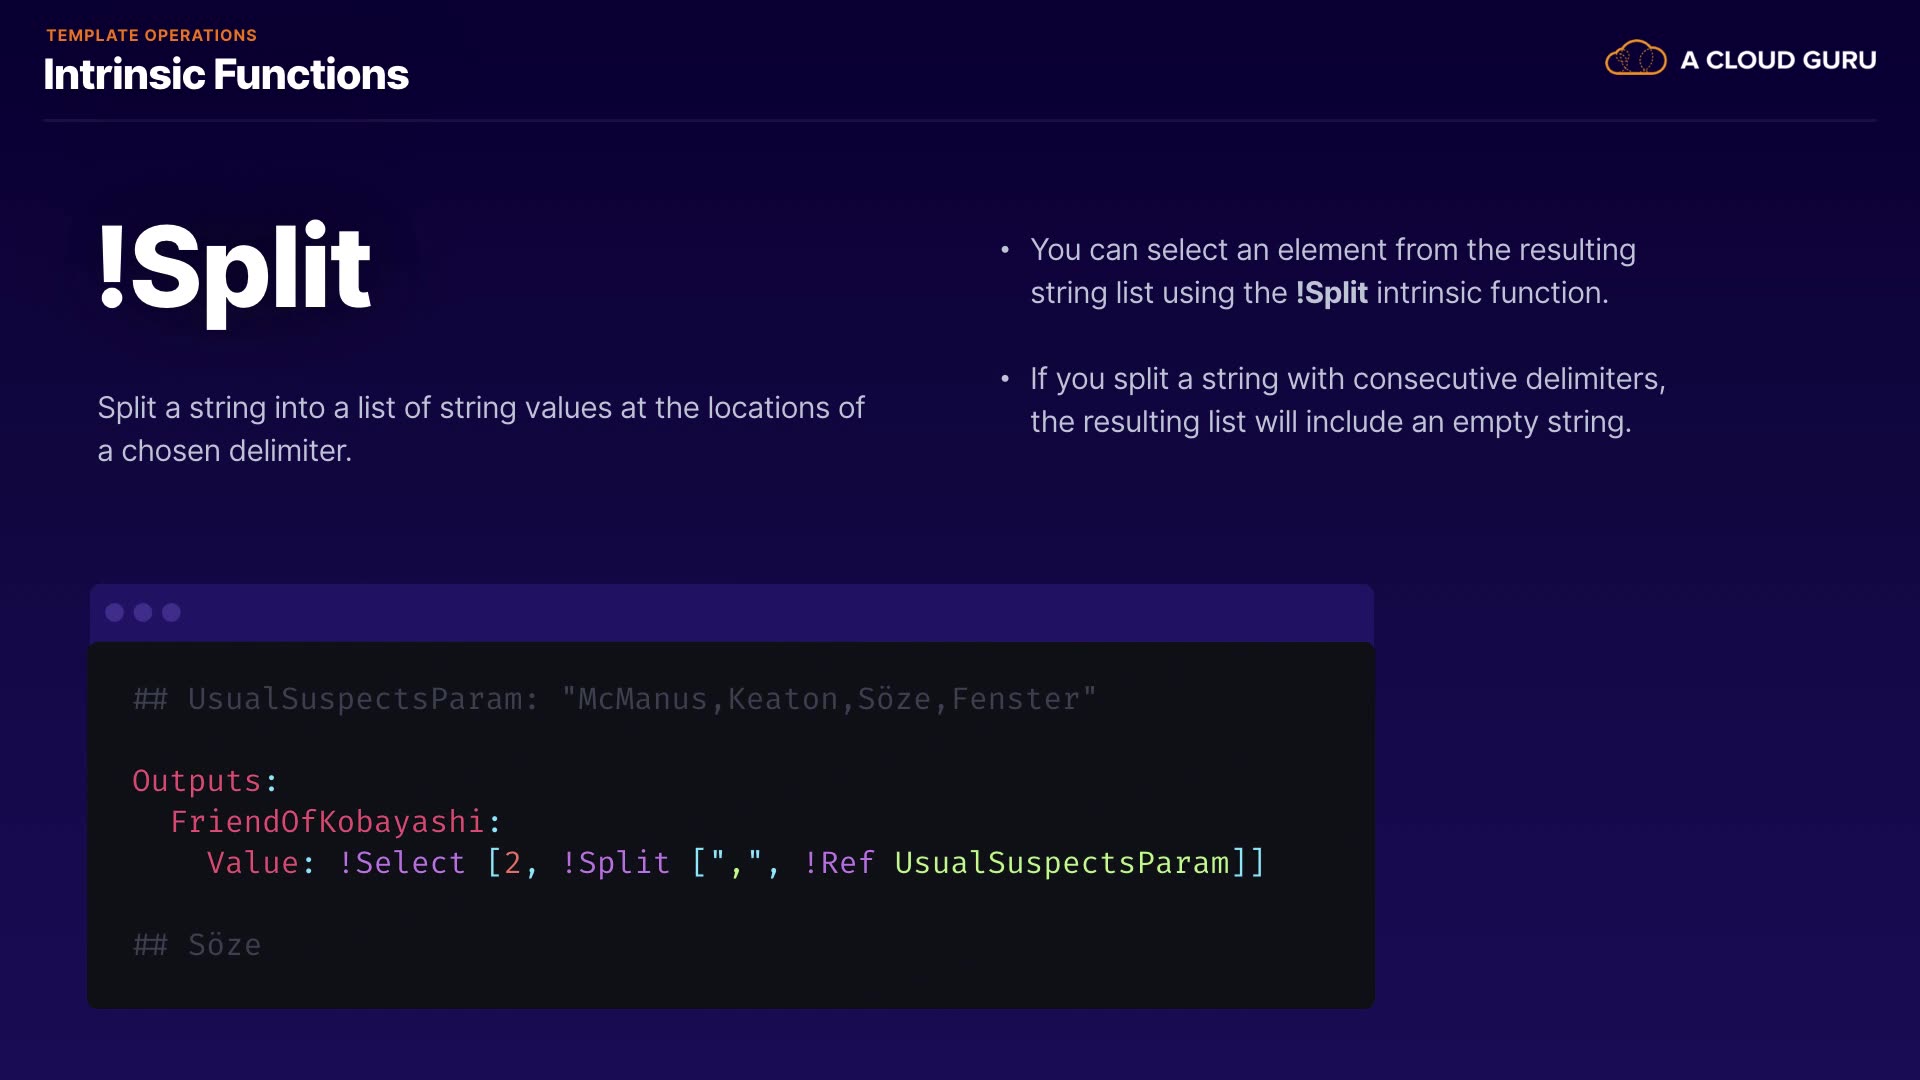 TEMPLATE OPERATIONS
Intrinsic Functions
A CLOUD GURU
!Split
Split a string into a list of string values at the locations of
a chosen delimiter.
• You can select an element from the resulting
string list using the !Split intrinsic function.
• If you split a string with consecutive delimiters,
the resulting list will include an empty string.
## UsualSuspectsParam: "McManus,Keaton,Söze,Fenster"
Outputs:
  FriendOfKobayashi:
    Value: !Select [2, !Split [",", !Ref UsualSuspectsParam]]
## Söze